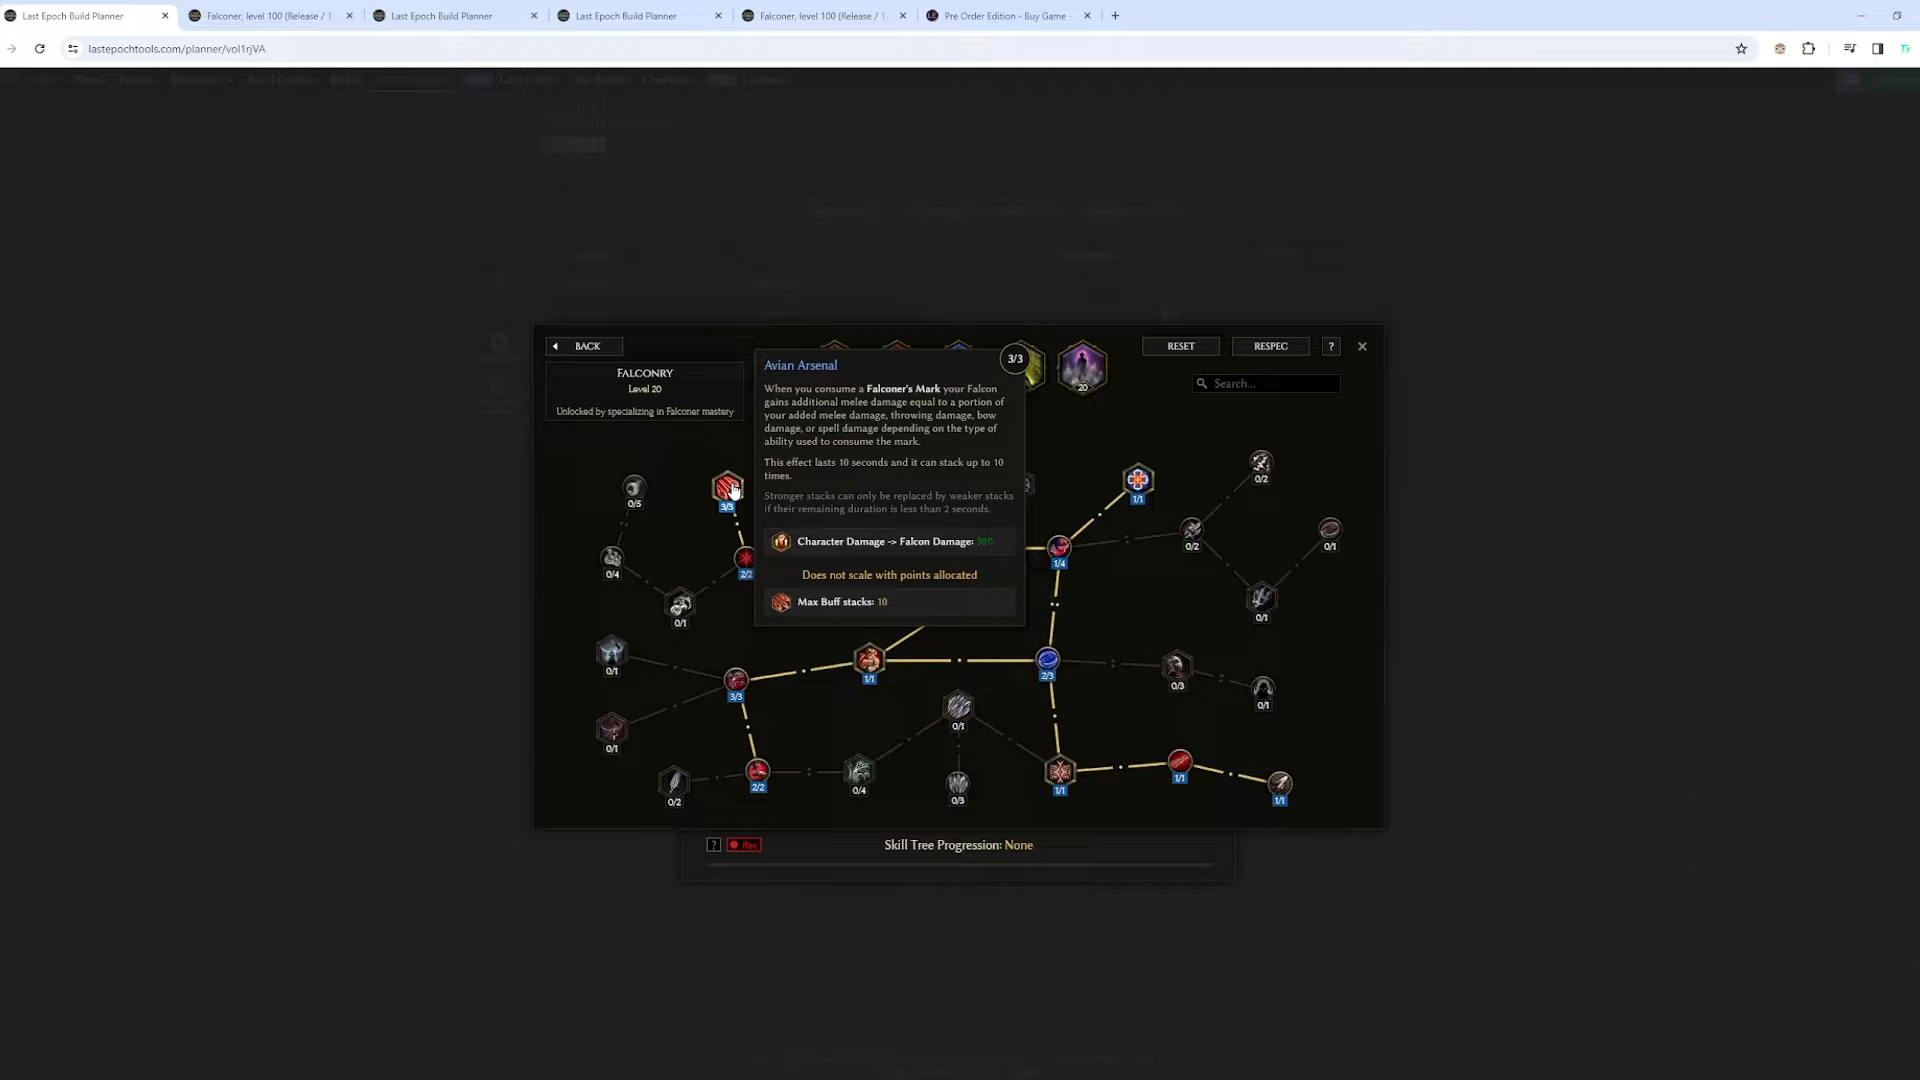 Last Epoch Build Planner
Falconer, level 100 (Release / 1
Last Epoch Build Planner
Last Epoch Build Planner
Falconer, level 100 (Release / 1.
Pre Order Edition - Buy Game
lastepochtools.com/planner/vol1rjVA
BACK
RESET
RESPEC
?
Search...
FALCONRY
Level 20
Unlocked by specializing in Falconer mastery
20
Avian Arsenal
3/3
When you consume a Falconer's Mark your Falcon
gains additional melee damage equal to a portion of
your added melee damage, throwing damage, bow
damage, or spell damage depending on the type of
ability used to consume the mark.
This effect lasts 10 seconds and it can stack up to 10
times.
Stronger stacks can only be replaced by weaker stacks
if their remaining duration is less than 2 seconds.
Character Damage -> Falcon Damage: 30%
Does not scale with points allocated
Max Buff stacks: 10
0/5
3/3
1/1
0/2
0/4
2/2
1/4
0/2
0/1
0/1
0/1
0/1
3/3
1/1
2/3
0/3
0/1
0/1
0/1
0/2
2/2
0/4
0/3
1/1
1/1
1/1
?
Rec
Skill Tree Progression: None